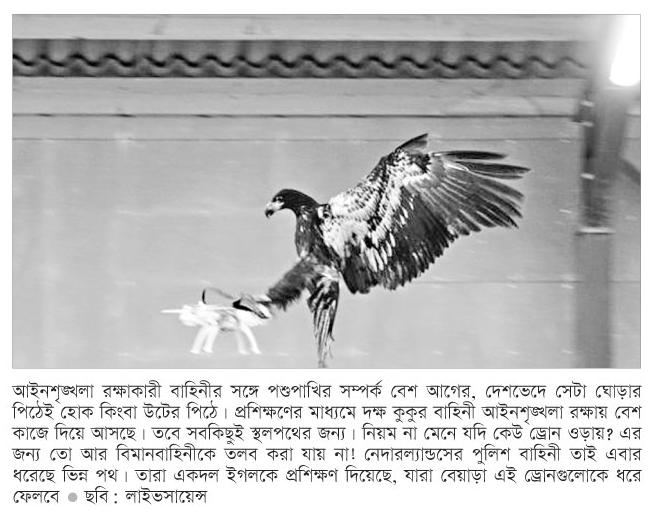 আইনশৃঙ্খলা রক্ষাকারী বাহিনীর সঙ্গে পশুপাখির সম্পর্ক বেশ আগের, দেশভেদে সেটা ঘোড়ার
পিঠেই হোক কিংবা উটের পিঠে। প্রশিক্ষণের মাধ্যমে দক্ষ কুকুর বাহিনী আইনশৃঙ্খলা রক্ষায় বেশ
কাজে দিয়ে আসছে। তবে সবকিছুই স্থলপথের জন্য। নিয়ম না মেনে যদি কেউ ড্রোন ওড়ায়? এর
জন্য তো আর বিমানবাহিনীকে তলব করা যায় না! নেদারল্যান্ডসের পুলিশ বাহিনী তাই এবার
ধরেছে ভিন্ন পথ। তারা একদল ইগলকে প্রশিক্ষণ দিয়েছে, যারা বেয়াড়া এই ড্রোনগুলোকে ধরে
ফেলবে ● ছবি : লাইভসায়েন্স